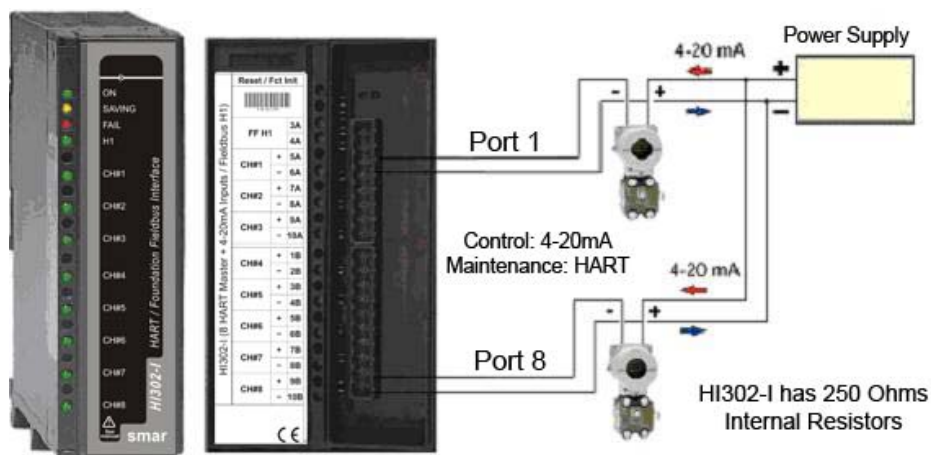 ON
SAVING
FAIL
H1
CH#1
CH#2
CH#3
CH#4
CH#5
CH#6
CH#7
CH#8
HART / Foundation Fieldbus Interface
HI302-I
smar
Reset / Fct Init
HI302-I (8 HART Master + 4-20mA Inputs / Fieldbus H1)
FF H1 3A
4A
CH#1 + 5A
- 6A
CH#2 + 7A
- 8A
CH#3 + 9A
- 10A
CH#4 + 1B
- 2B
CH#5 + 3B
- 4B
CH#6 + 5B
- 6B
CH#7 + 7B
- 8B
CH#8 + 9B
- 10B
CE
Port 1
Port 8
Power Supply
4-20 mA
+
-
- +
Control: 4-20mA
Maintenance: HART
4-20 mA
- +
HI302-I has 250 Ohms
Internal Resistors